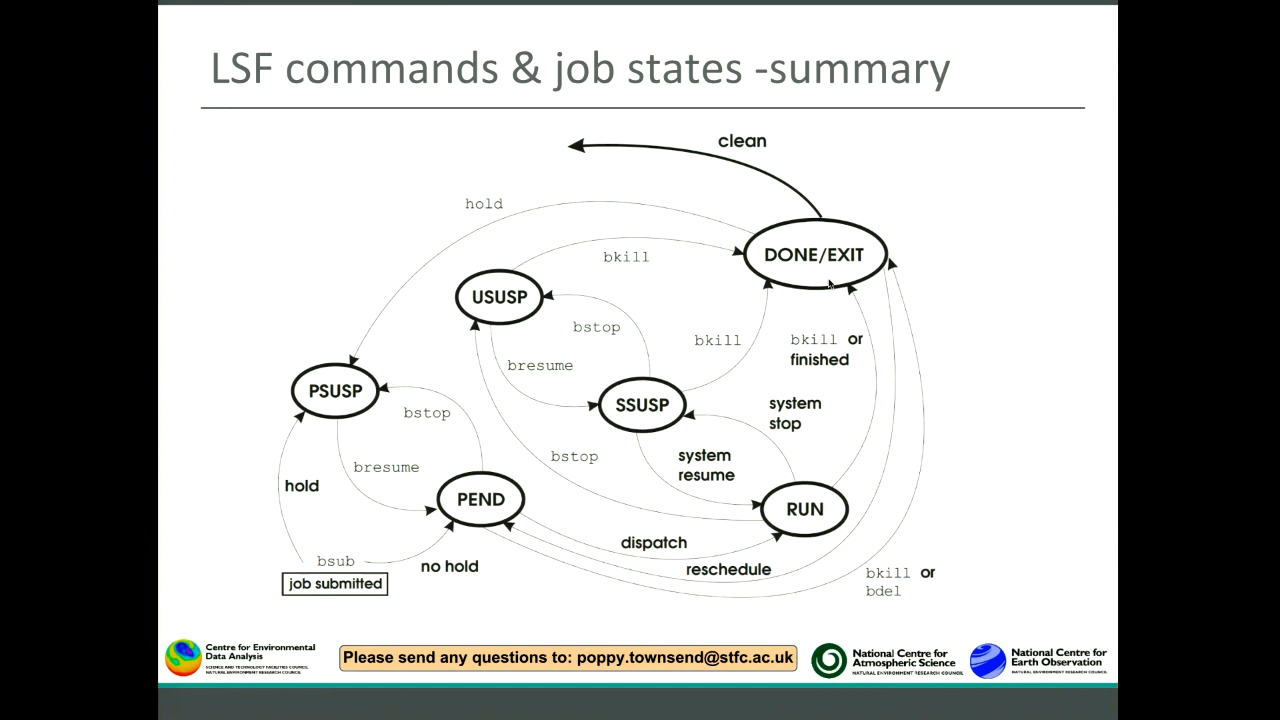 LSF commands & job states -summary
clean
hold
DONE/EXIT
bkill
USUSP
bstop
bkill
bkill or
finished
bresume
PSUSP
SSUSP
system
stop
bstop
bstop
system
resume
bresume
hold
PEND
RUN
dispatch
bsub
no hold
reschedule
job submitted
bkill or
bdel
Centre for Environmental
Data Analysis
SCIENCE AND TECHNOLOGY FACILITIES COUNCIL
NATURAL ENVIRONMENT RESEARCH COUNCIL
Please send any questions to: poppy.townsend@stfc.ac.uk
National Centre for
Atmospheric Science
NATURAL ENVIRONMENT RESEARCH COUNCIL
National Centre for
Earth Observation
NATURAL ENVIRONMENT RESEARCH COUNCIL